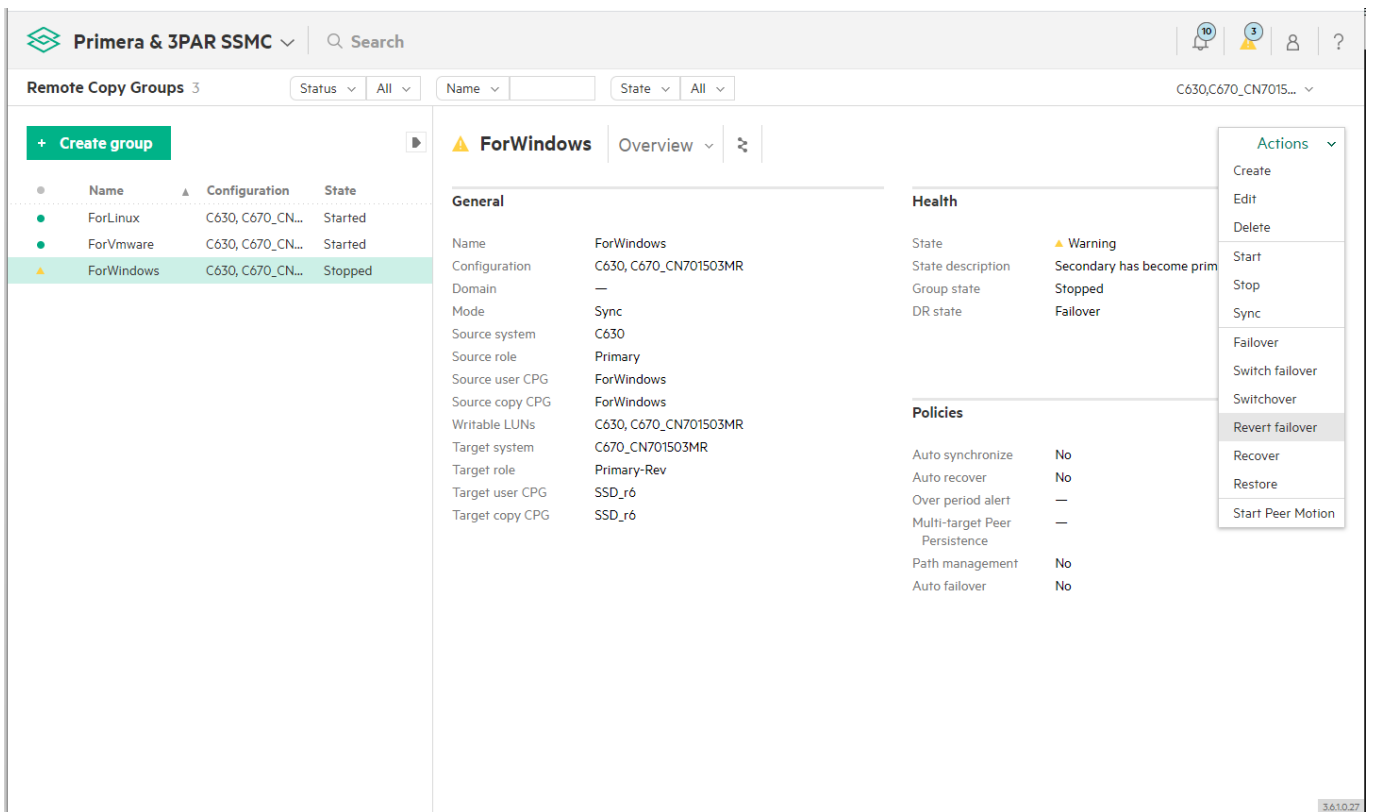 Primera & 3PAR SSMC Search 10 3 ?
Remote Copy Groups 3 Status All Name State All C630,C670_CN7015...
+ Create group
Name Configuration State
ForLinux C630, C670_CN... Started
ForVmware C630, C670_CN... Started
ForWindows C630, C670_CN... Stopped
ForWindows Overview
General
Name ForWindows
Configuration C630, C670_CN701503MR
Domain —
Mode Sync
Source system C630
Source role Primary
Source user CPG ForWindows
Source copy CPG ForWindows
Writable LUNs C630, C670_CN701503MR
Target system C670_CN701503MR
Target role Primary-Rev
Target user CPG SSD_r6
Target copy CPG SSD_r6
Health
State Warning
State description Secondary has become prim
Group state Stopped
DR state Failover
Policies
Auto synchronize No
Auto recover No
Over period alert —
Multi-target Peer —
Persistence
Path management No
Auto failover No
Actions
Create
Edit
Delete
Start
Stop
Sync
Failover
Switch failover
Switchover
Revert failover
Recover
Restore
Start Peer Motion
3.6.1.0.27